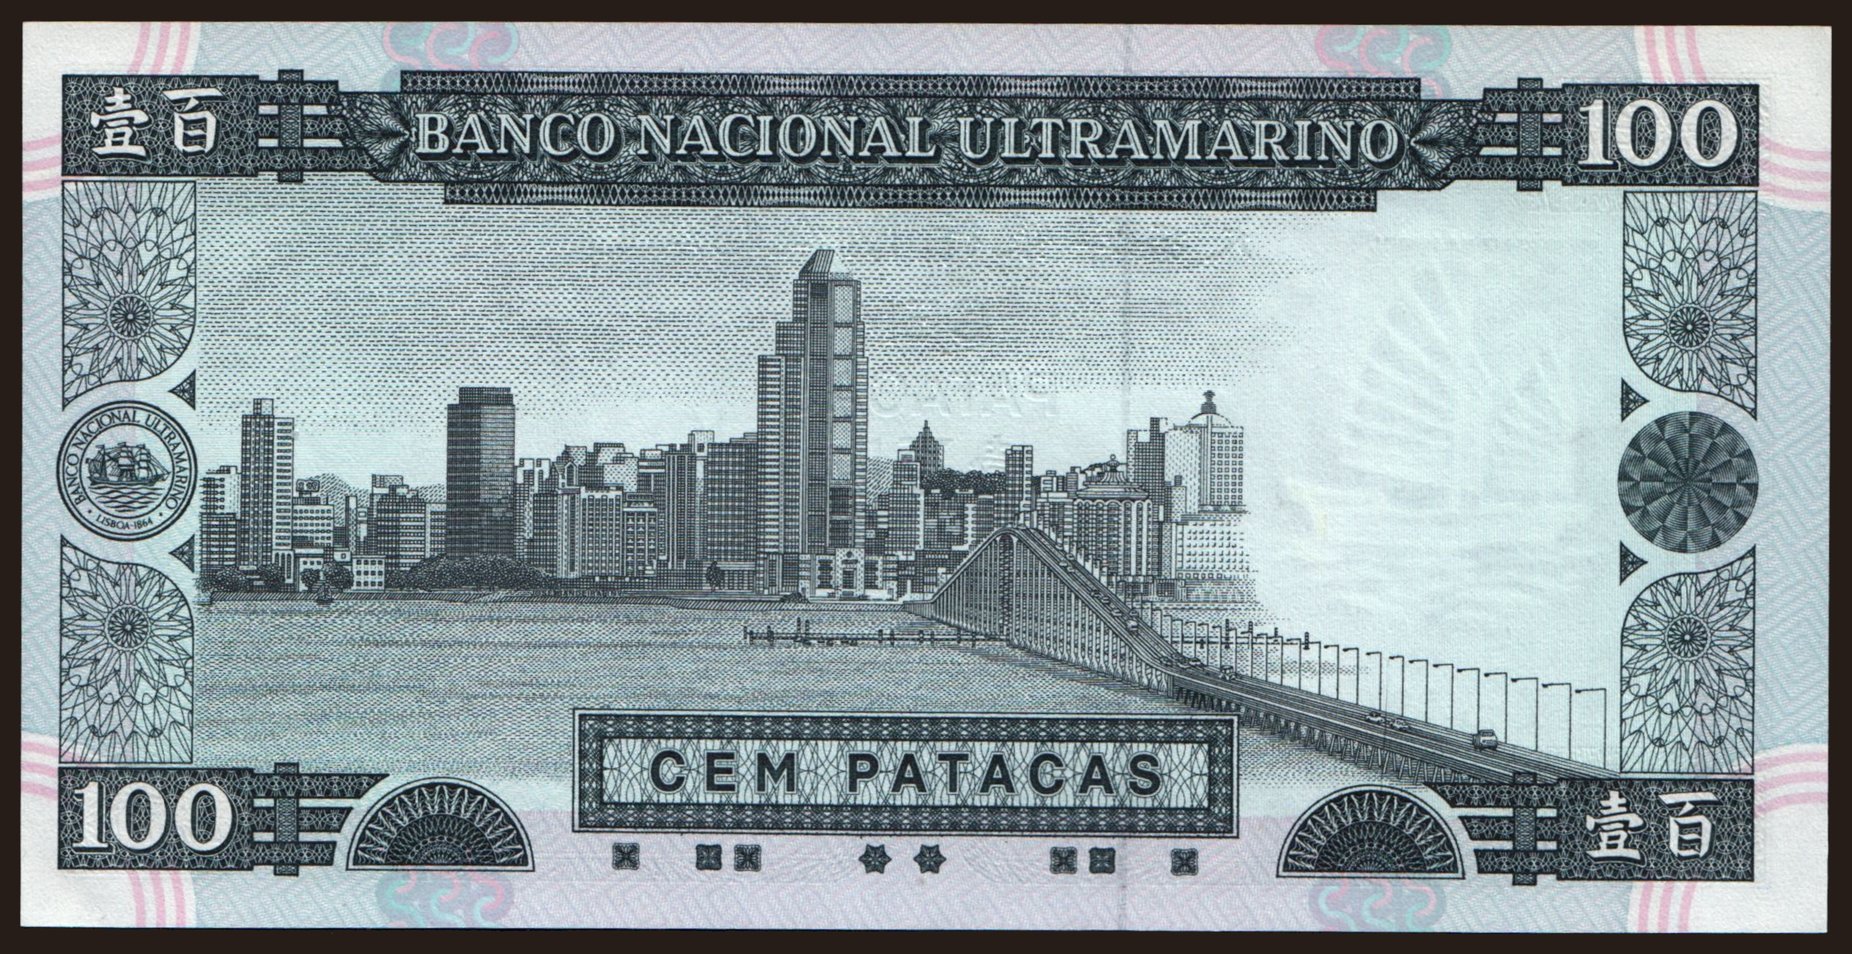 壹百
BANCO NACIONAL ULTRAMARINO
100
BANCO NACIONAL ULTRAMARINO
· LISBOA-1864 ·
CEM PATACAS
100
壹百